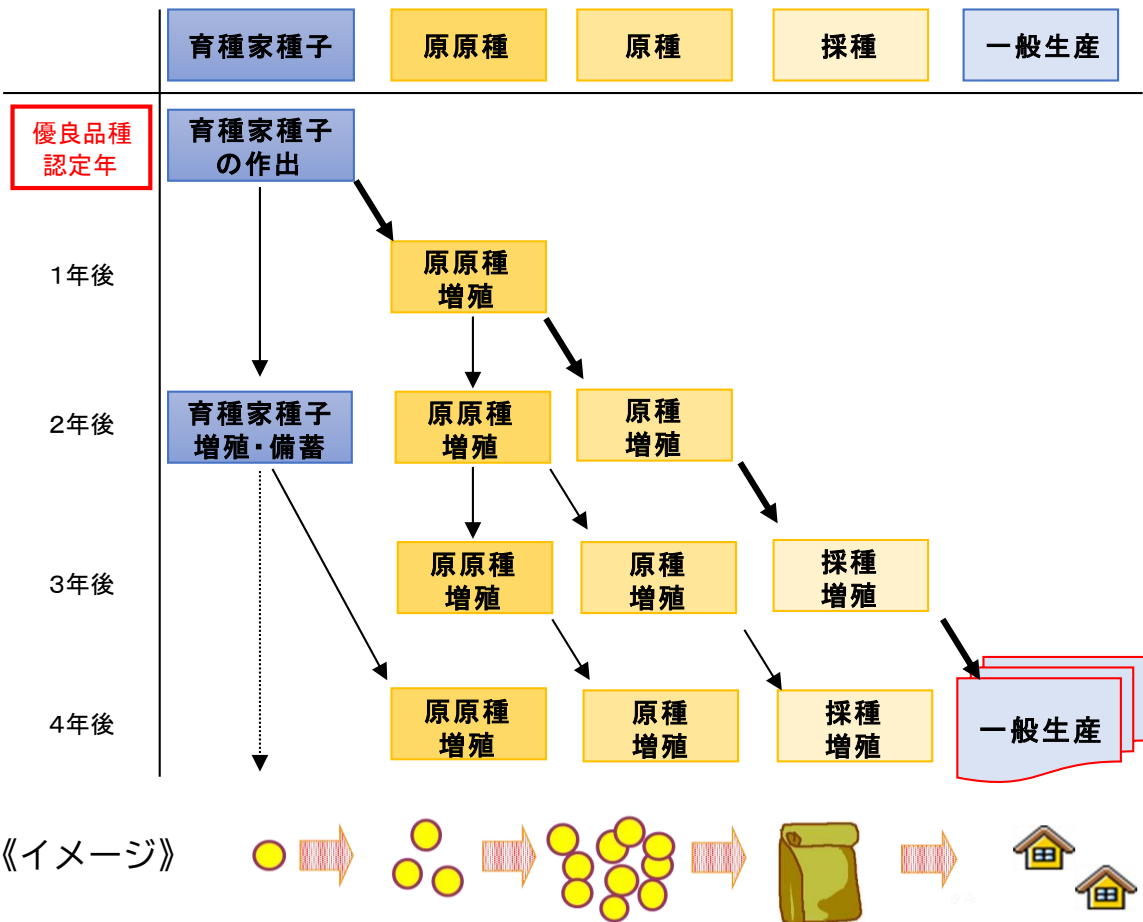 育種家種子
原原種
原種
採種
一般生産
優良品種
認定年
育種家種子
の作出
1年後
原原種
増殖
2年後
育種家種子
増殖・備蓄
原原種
増殖
原種
増殖
3年後
原原種
増殖
原種
増殖
採種
増殖
4年後
原原種
増殖
原種
増殖
採種
増殖
一般生産
《イメージ》